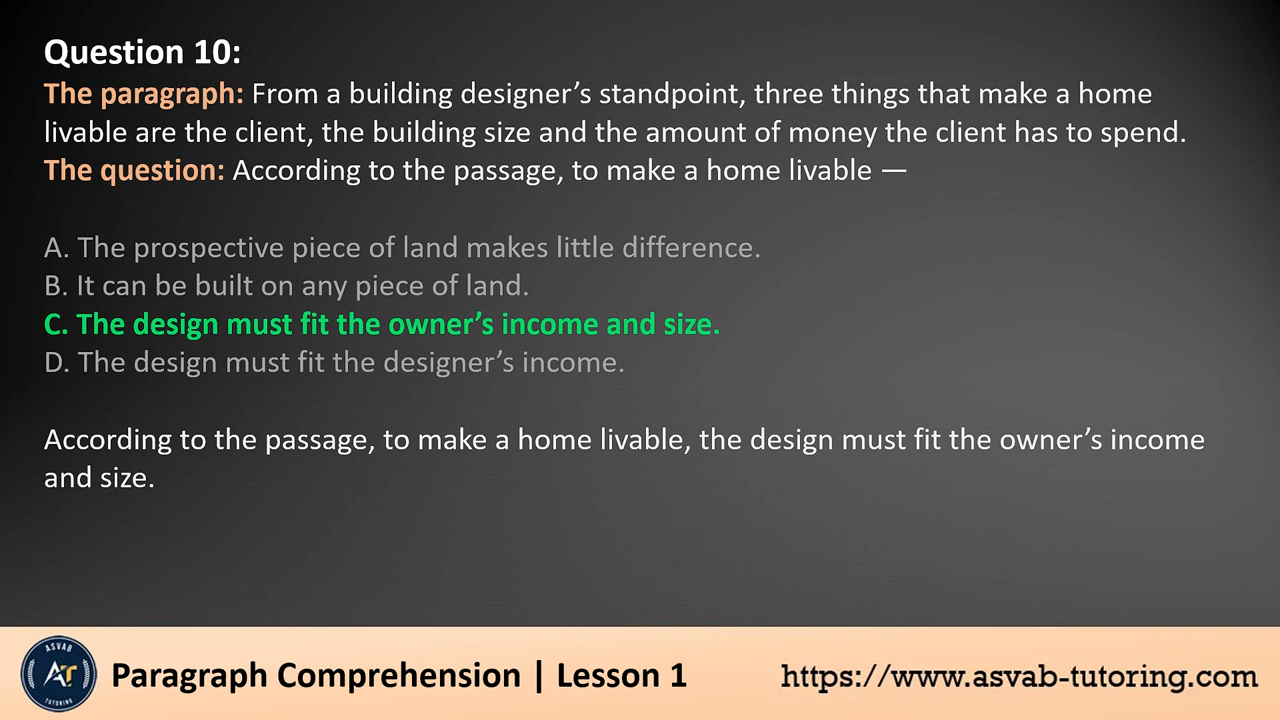 Question 10:
The paragraph: From a building designer’s standpoint, three things that make a home
livable are the client, the building size and the amount of money the client has to spend.
The question: According to the passage, to make a home livable —
A. The prospective piece of land makes little difference.
B. It can be built on any piece of land.
C. The design must fit the owner’s income and size.
D. The design must fit the designer’s income.
According to the passage, to make a home livable, the design must fit the owner’s income
and size.
ASVAB
AT
TUTORING
Paragraph Comprehension | Lesson 1
https://www.asvab-tutoring.com